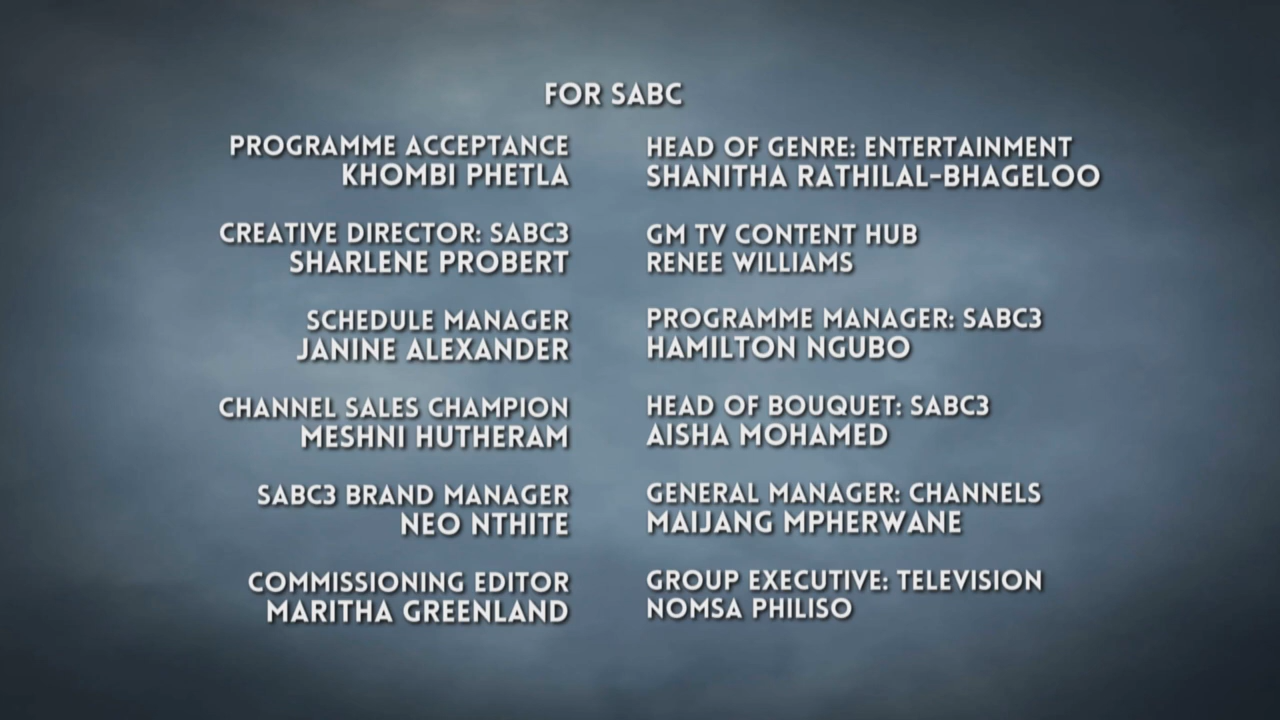 FOR SABC
PROGRAMME ACCEPTANCE
KHOMBI PHETLA
CREATIVE DIRECTOR: SABC3
SHARLENE PROBERT
SCHEDULE MANAGER
JANINE ALEXANDER
CHANNEL SALES CHAMPION
MESHNI HUTHERAM
SABC3 BRAND MANAGER
NEO NTHITE
COMMISSIONING EDITOR
MARITHA GREENLAND
HEAD OF GENRE: ENTERTAINMENT
SHANITHA RATHILAL-BHAGELOO
GM TV CONTENT HUB
RENEE WILLIAMS
PROGRAMME MANAGER: SABC3
HAMILTON NGUBO
HEAD OF BOUQUET: SABC3
AISHA MOHAMED
GENERAL MANAGER: CHANNELS
MAIJANG MPHERWANE
GROUP EXECUTIVE: TELEVISION
NOMSA PHILISO